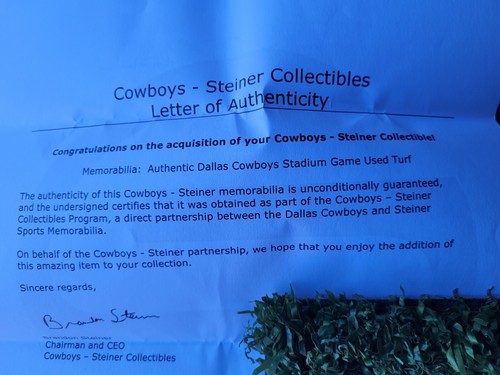 Cowboys - Steiner Collectibles
Letter of Authenticity
Congratulations on the acquisition of your Cowboys - Steiner Collectible!
Memorabilia: Authentic Dallas Cowboys Stadium Game Used Turf
The authenticity of this Cowboys - Steiner memorabilia is unconditionally guaranteed,
and the undersigned certifies that it was obtained as part of the Cowboys – Steiner
Collectibles Program, a direct partnership between the Dallas Cowboys and Steiner
Sports Memorabilia.
On behalf of the Cowboys - Steiner partnership, we hope that you enjoy the addition of
this amazing item to your collection.
Sincere regards,
Chairman and CEO
Cowboys – Steiner Collectibles